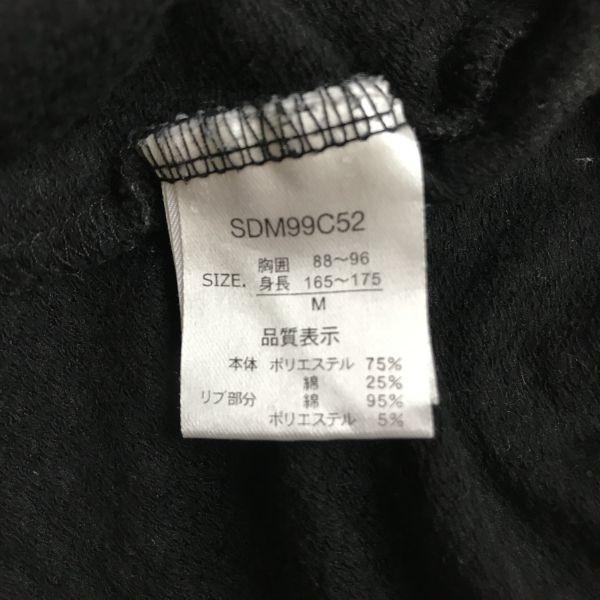 SDM99C52
SIZE. 胸囲 88〜96
身長 165〜175
M
品質表示
本体 ポリエステル 75%
綿 25%
リブ部分 綿 95%
ポリエステル 5%